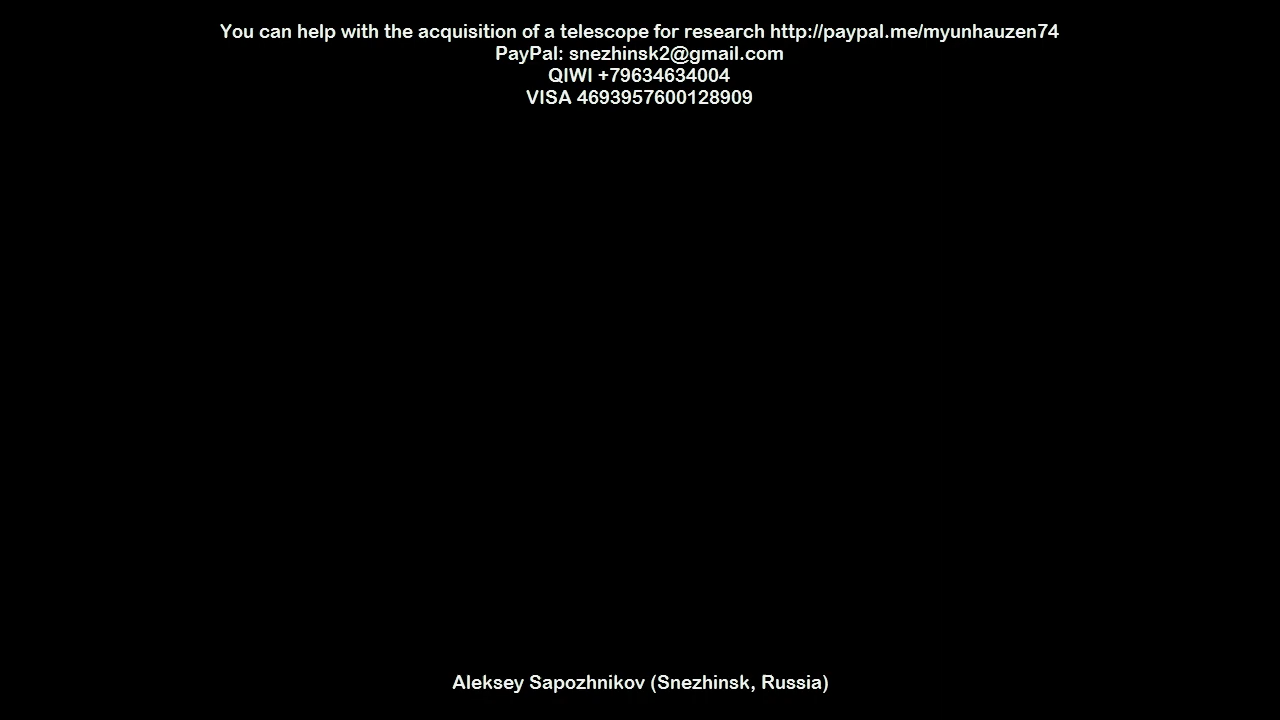 You can help with the acquisition of a telescope for research http://paypal.me/myunhauzen74
PayPal: snezhinsk2@gmail.com
QIWI +79634634004
VISA 4693957600128909
Aleksey Sapozhnikov (Snezhinsk, Russia)